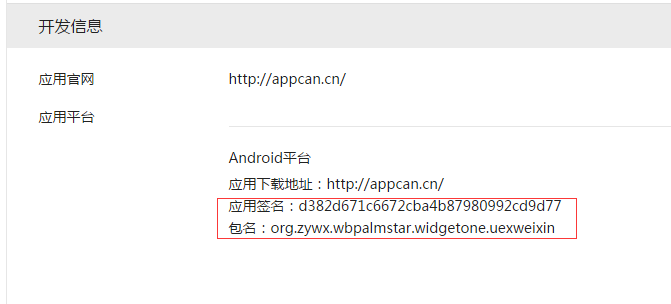 开发信息
应用官网 http://appcan.cn/
应用平台
Android平台
应用下载地址：http://appcan.cn/
应用签名：d382d671c6672cba4b87980992cd9d77
包名：org.zywx.wbpalmstar.widgetone.uexweixin